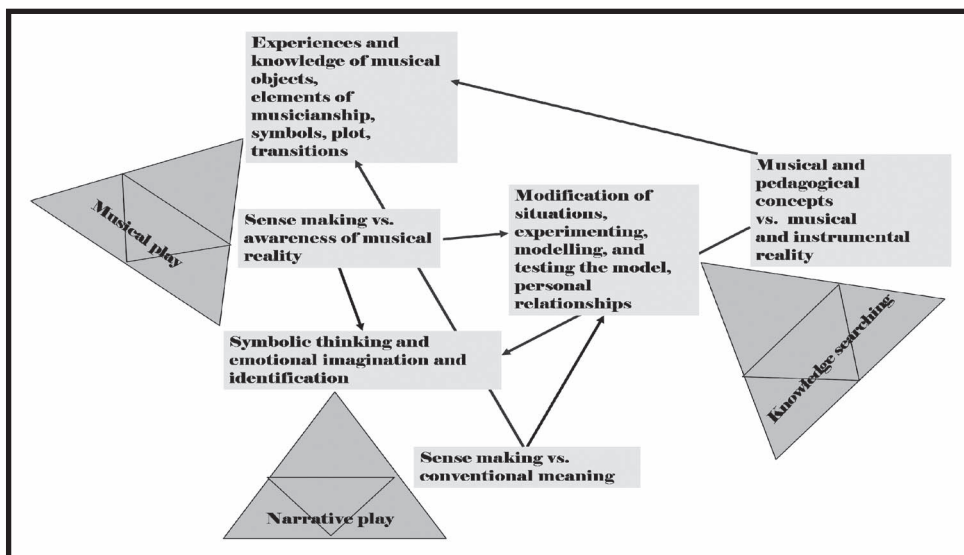 Experiences and
knowledge of musical
objects,
elements of
musicianship,
symbols, plot,
transitions
Musical and
pedagogical
concepts
vs. musical
and instrumental
reality
Modification of
situations,
experimenting,
modelling, and
testing the model,
personal
relationships
Musical play
Sense making vs.
awareness of musical
reality
Symbolic thinking and
emotional imagination and
identification
Knowledge searching
Sense making vs.
conventional meaning
Narrative play